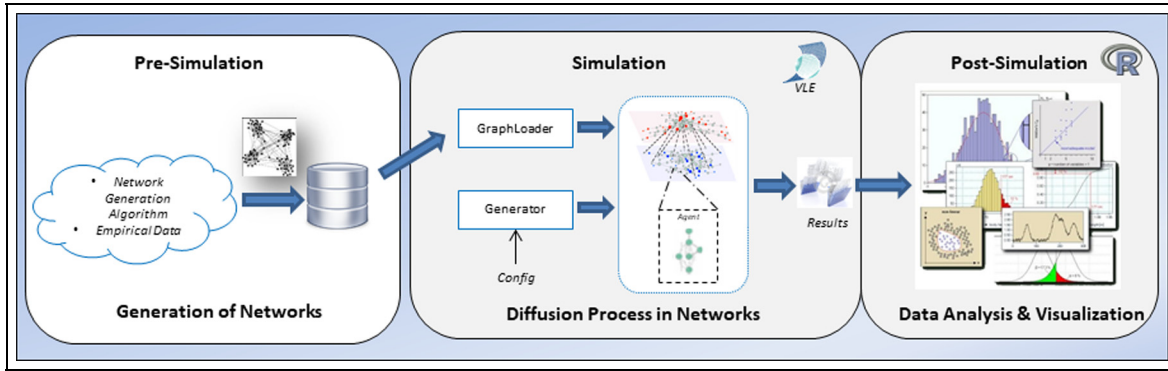 Pre-Simulation
• Network
Generation
Algorithm
• Empirical Data
Generation of Networks
Simulation
VLE
GraphLoader
Generator
Config
Agent
Results
Diffusion Process in Networks
Post-Simulation
R
Data Analysis & Visualization